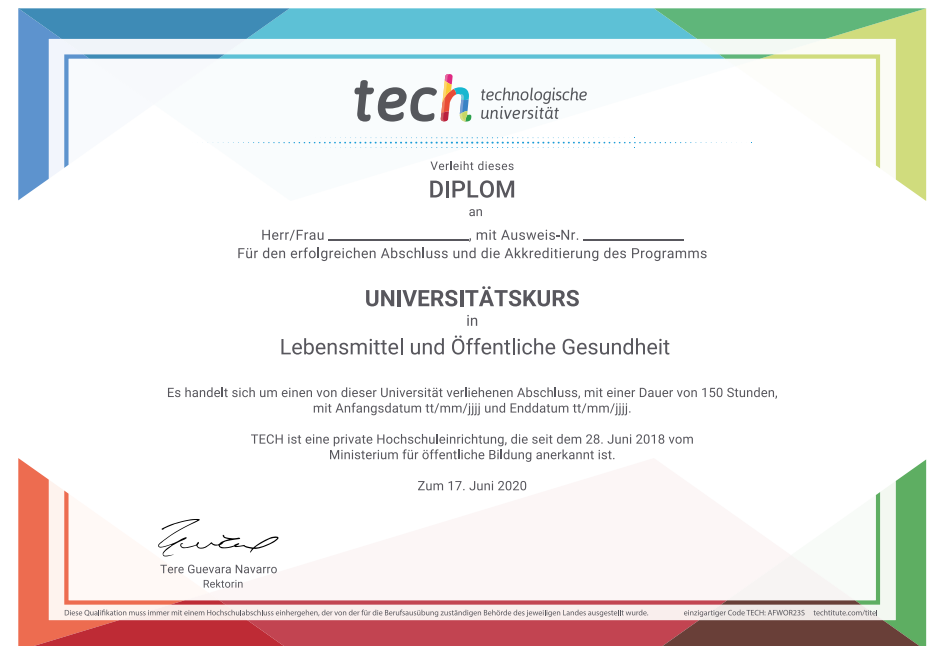 tech technologische
universität
Verleiht dieses
DIPLOM
an
Herr/Frau ____________________, mit Ausweis-Nr. ______________
Für den erfolgreichen Abschluss und die Akkreditierung des Programms
UNIVERSITÄTSKURS
in
Lebensmittel und Öffentliche Gesundheit
Es handelt sich um einen von dieser Universität verliehenen Abschluss, mit einer Dauer von 150 Stunden,
mit Anfangsdatum tt/mm/jjjj und Enddatum tt/mm/jjjj.
TECH ist eine private Hochschuleinrichtung, die seit dem 28. Juni 2018 vom
Ministerium für öffentliche Bildung anerkannt ist.
Zum 17. Juni 2020
Tere Guevara Navarro
Rektorin
Diese Qualifikation muss immer mit einem Hochschulabschluss einhergehen, der von der für die Berufsausübung zuständigen Behörde des jeweiligen Landes ausgestellt wurde. einzigartiger Code TECH: AFWOR23S techtitute.com/titel